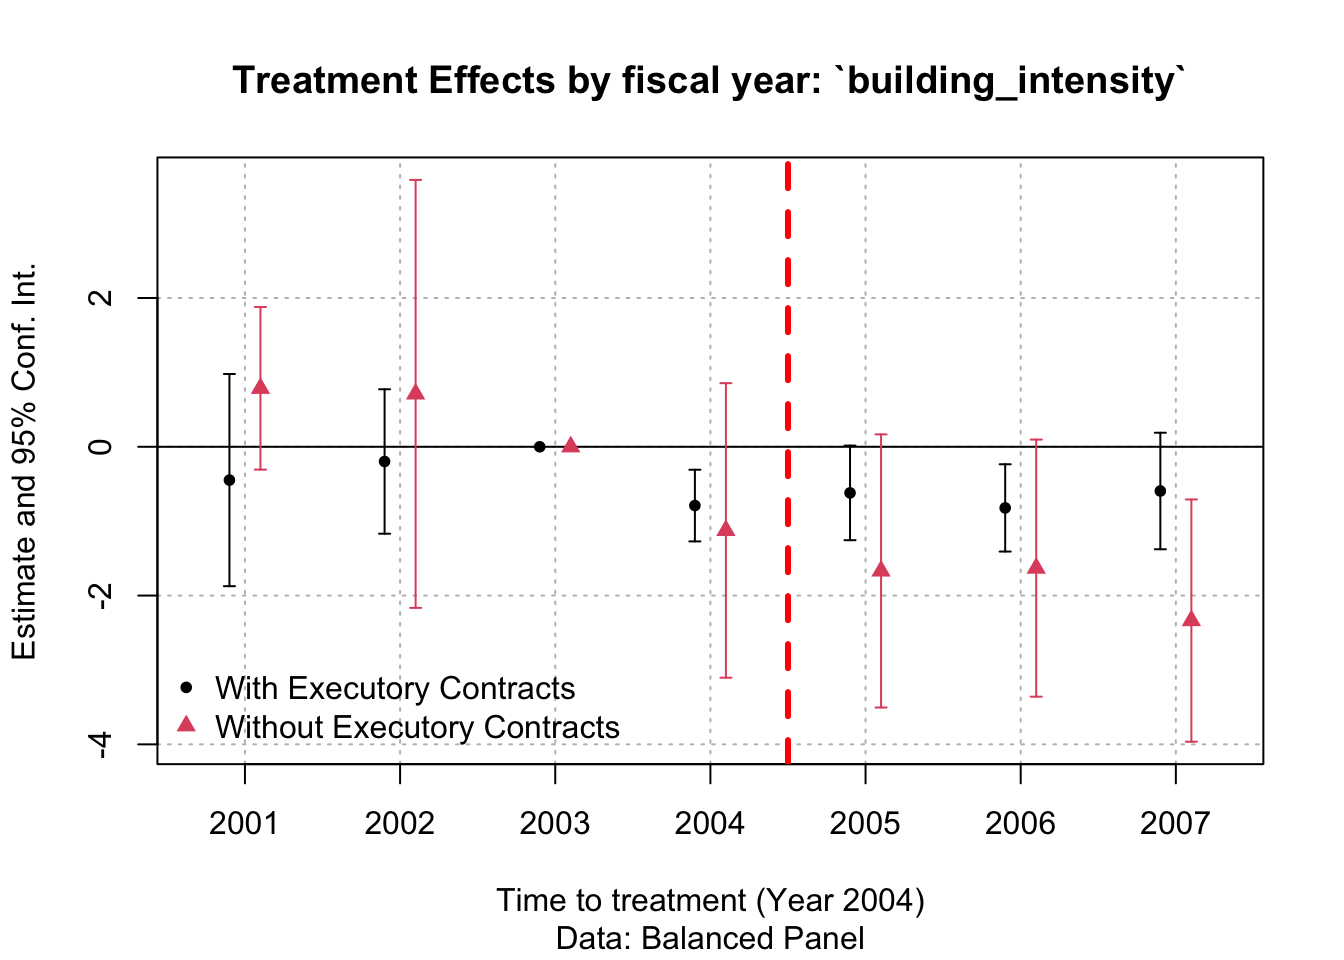 Treatment Effects by fiscal year: `building_intensity`
Estimate and 95% Conf. Int.
2
0
-2
-4
With Executory Contracts
Without Executory Contracts
2001 2002 2003 2004 2005 2006 2007
Time to treatment (Year 2004)
Data: Balanced Panel